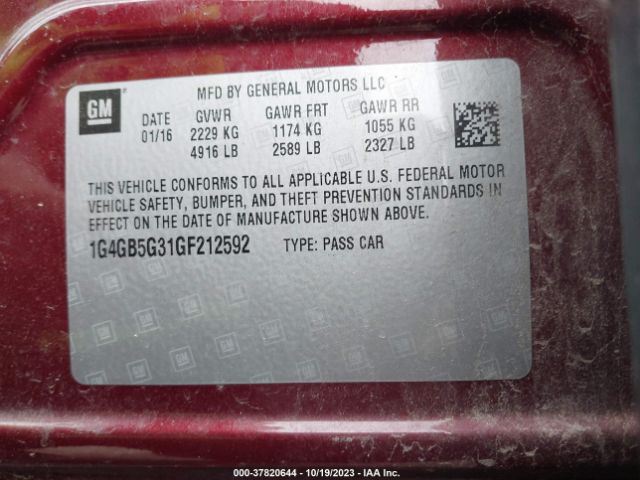 GM
MFD BY GENERAL MOTORS LLC
DATE GVWR GAWR FRT GAWR RR
01/16 2229 KG 1174 KG 1055 KG
4916 LB 2589 LB 2327 LB
THIS VEHICLE CONFORMS TO ALL APPLICABLE U.S. FEDERAL MOTOR
VEHICLE SAFETY, BUMPER, AND THEFT PREVENTION STANDARDS IN
EFFECT ON THE DATE OF MANUFACTURE SHOWN ABOVE.
1G4GB5G31GF212592 TYPE: PASS CAR
000-37820644 - 10/19/2023 - IAA Inc.